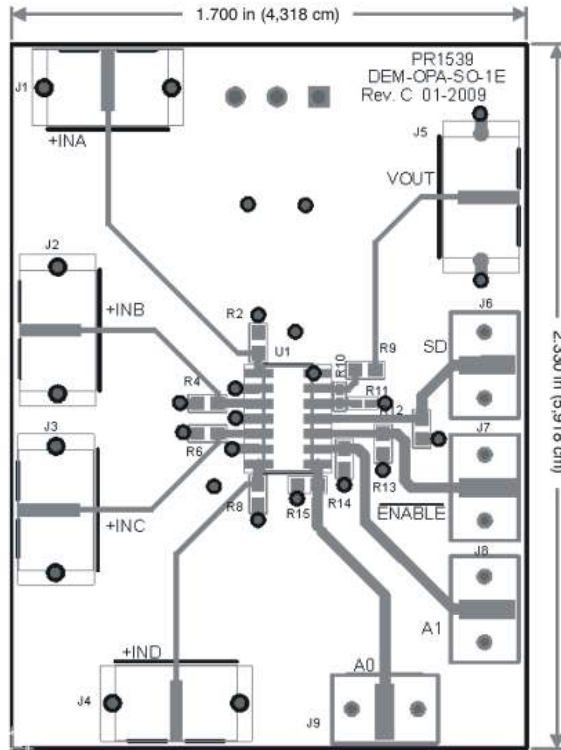 1.700 in (4,318 cm)
PR1539
DEM-OPA-SO-1E
Rev. C 01-2009
J1
+INA
J5
VOUT
J2
+INB
J6
SD
R2
U1
R10
R9
R4
R11
J3
R6
J7
+INC
R8
R15
R14
R13
ENABLE
J8
A1
+IND
A0
J4
J9